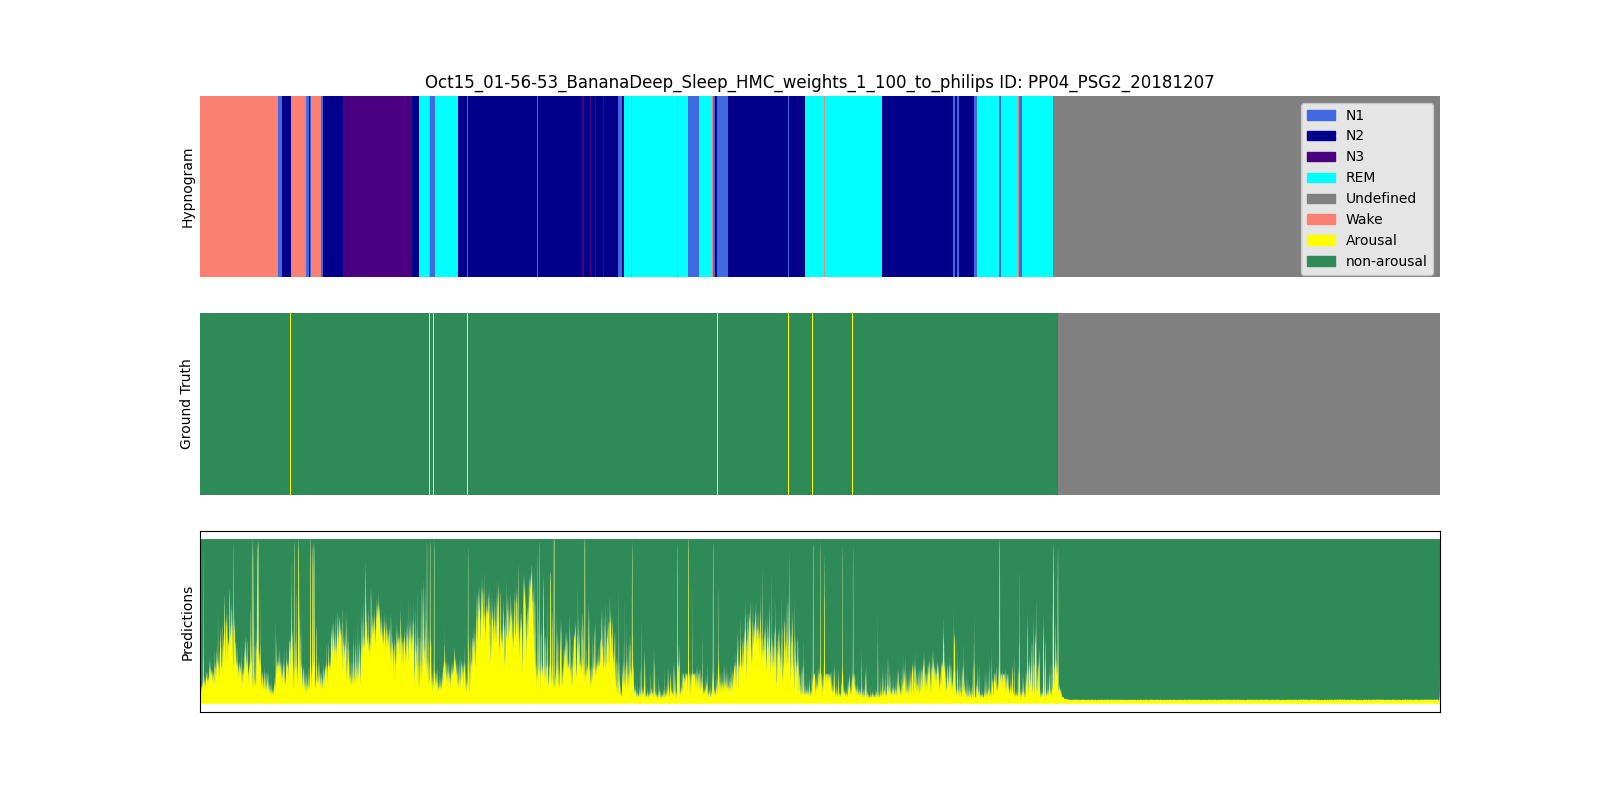 Oct15_01-56-53_BananaDeep_Sleep_HMC_weights_1_100_to_philips ID: PP04_PSG2_20181207
Hypnogram
N1
N2
N3
REM
Undefined
Wake
Arousal
non-arousal
Ground Truth
Predictions